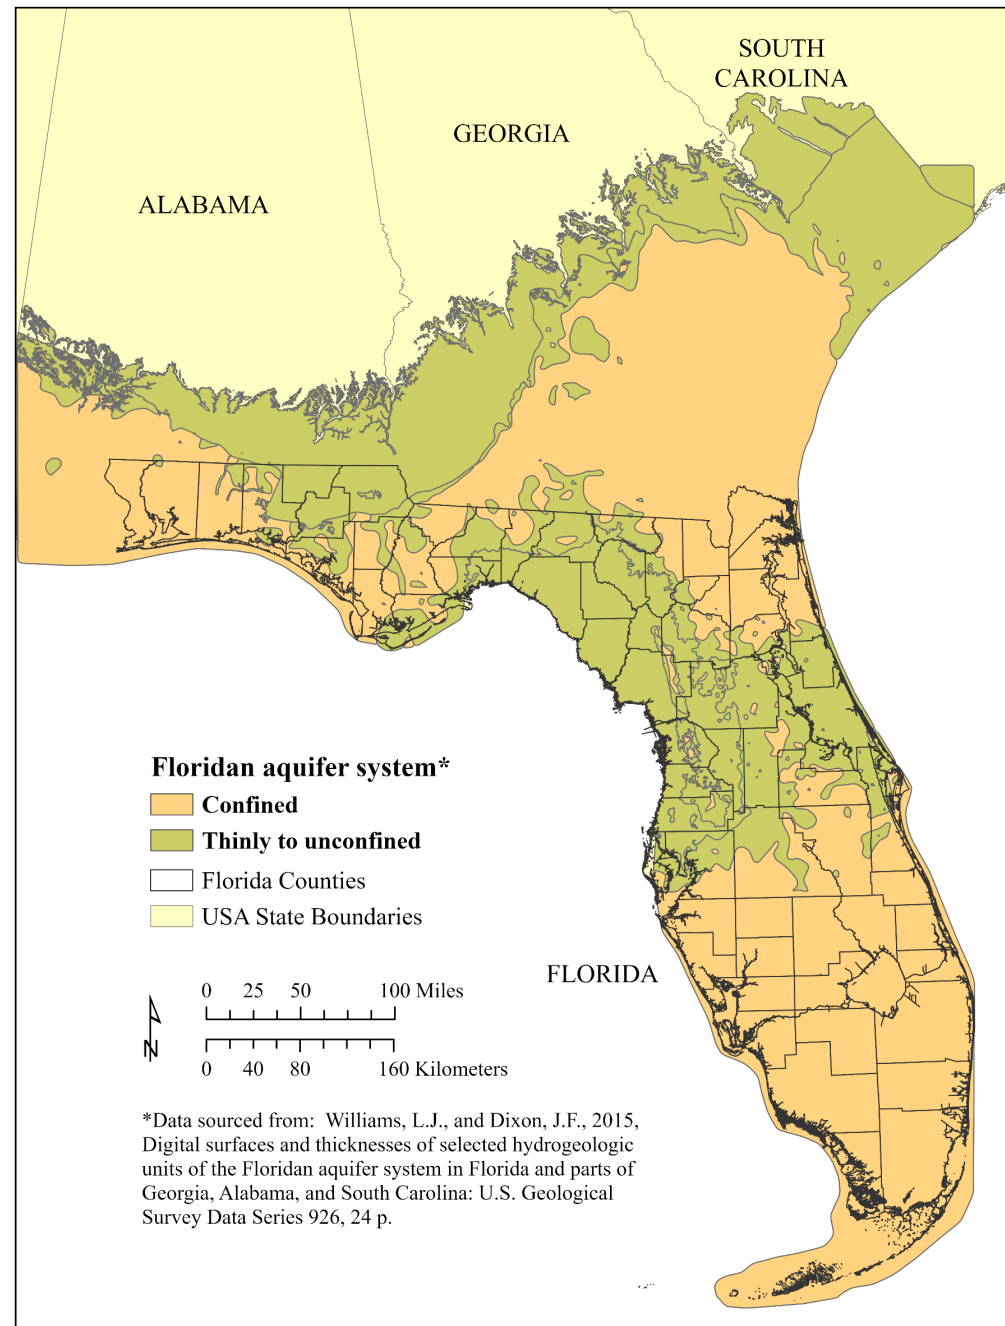 SOUTH
CAROLINA
GEORGIA
ALABAMA
Floridan aquifer system*
Confined
Thinly to unconfined
Florida Counties
USA State Boundaries
FLORIDA
0 25 50 100 Miles
N
0 40 80 160 Kilometers
*Data sourced from: Williams, L.J., and Dixon, J.F., 2015,
Digital surfaces and thicknesses of selected hydrogeologic
units of the Floridan aquifer system in Florida and parts of
Georgia, Alabama, and South Carolina: U.S. Geological
Survey Data Series 926, 24 p.